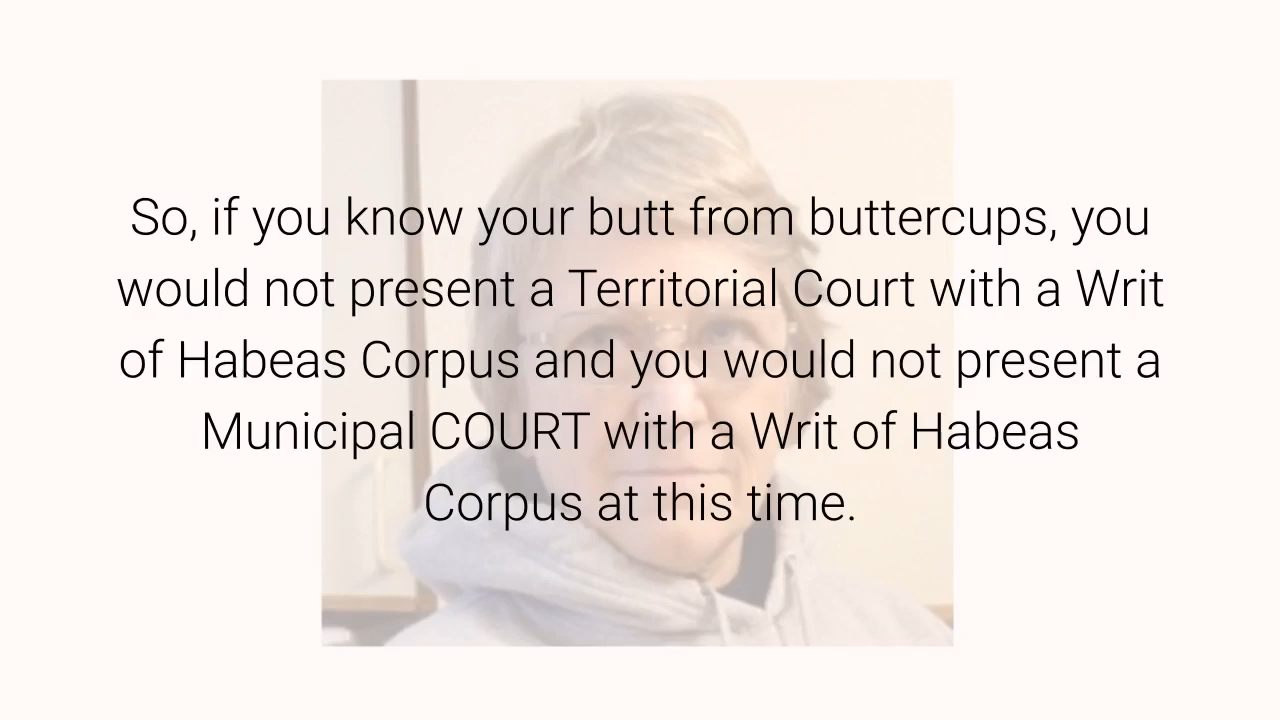 So, if you know your butt from buttercups, you
would not present a Territorial Court with a Writ
of Habeas Corpus and you would not present a
Municipal COURT with a Writ of Habeas
Corpus at this time.